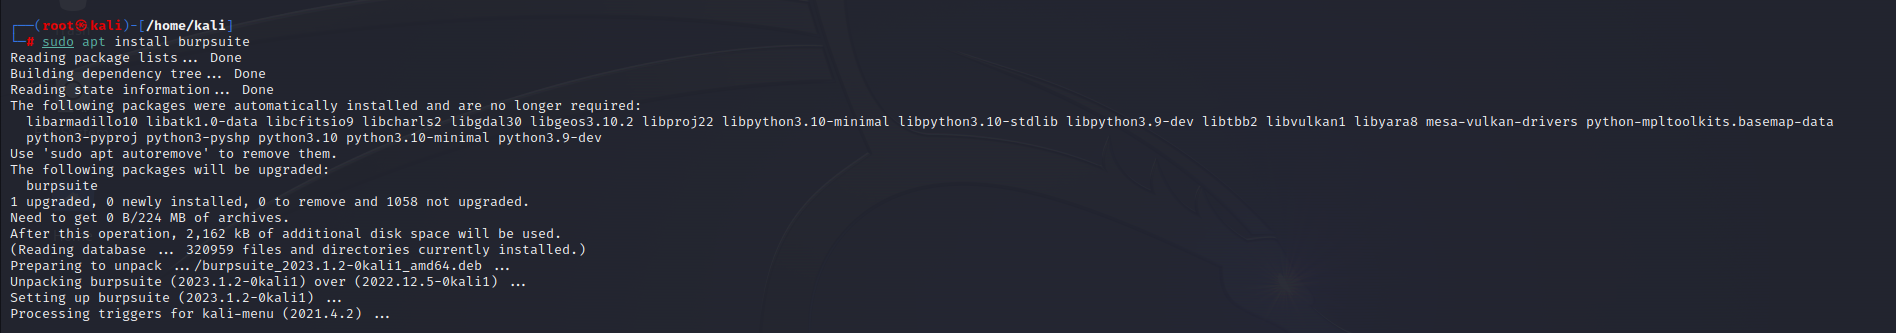 ┌──(root㉿kali)-[/home/kali]
└─# sudo apt install burpsuite
Reading package lists... Done
Building dependency tree... Done
Reading state information... Done
The following packages were automatically installed and are no longer required:
  libarmadillo10 libatk1.0-data libcfitsio9 libcharls2 libgdal30 libgeos3.10.2 libproj22 libpython3.10-minimal libpython3.10-stdlib libpython3.9-dev libtbb2 libvulkan1 libyara8 mesa-vulkan-drivers python-mpltoolkits.basemap-data
  python3-pyproj python3-pyshp python3.10 python3.10-minimal python3.9-dev
Use 'sudo apt autoremove' to remove them.
The following packages will be upgraded:
  burpsuite
1 upgraded, 0 newly installed, 0 to remove and 1058 not upgraded.
Need to get 0 B/224 MB of archives.
After this operation, 2,162 kB of additional disk space will be used.
(Reading database ... 320959 files and directories currently installed.)
Preparing to unpack .../burpsuite_2023.1.2-0kali1_amd64.deb ...
Unpacking burpsuite (2023.1.2-0kali1) over (2022.12.5-0kali1) ...
Setting up burpsuite (2023.1.2-0kali1) ...
Processing triggers for kali-menu (2021.4.2) ...